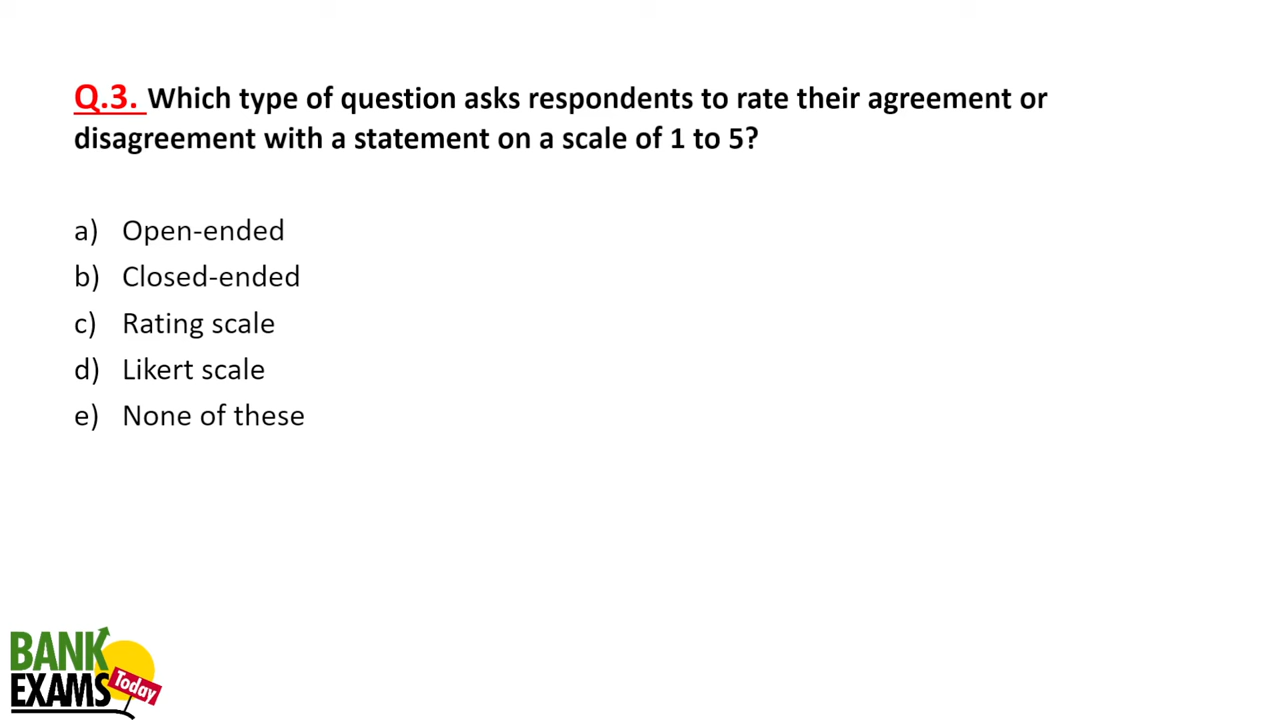 Q.3. Which type of question asks respondents to rate their agreement or
disagreement with a statement on a scale of 1 to 5?
a) Open-ended
b) Closed-ended
c) Rating scale
d) Likert scale
e) None of these
BANK
EXAMS Today